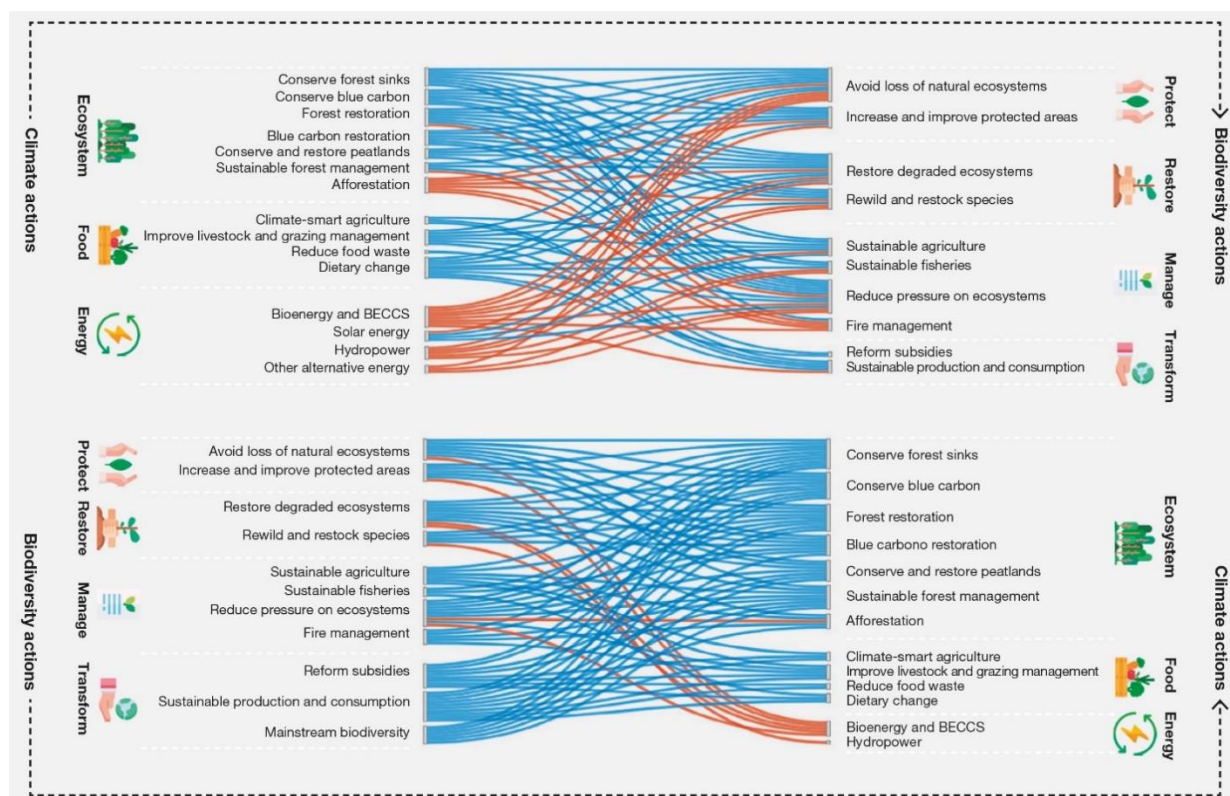 Climate actions
Ecosystem
Conserve forest sinks
Conserve blue carbon
Forest restoration
Blue carbon restoration
Conserve and restore peatlands
Sustainable forest management
Afforestation
Food
Climate-smart agriculture
Improve livestock and grazing management
Reduce food waste
Dietary change
Energy
Bioenergy and BECCS
Solar energy
Hydropower
Other alternative energy
Avoid loss of natural ecosystems
Increase and improve protected areas
Protect
Restore degraded ecosystems
Rewild and restock species
Restore
Sustainable agriculture
Sustainable fisheries
Reduce pressure on ecosystems
Fire management
Manage
Reform subsidies
Sustainable production and consumption
Transform
Biodiversity actions
Biodiversity actions
Protect
Avoid loss of natural ecosystems
Increase and improve protected areas
Restore
Restore degraded ecosystems
Rewild and restock species
Manage
Sustainable agriculture
Sustainable fisheries
Reduce pressure on ecosystems
Fire management
Transform
Reform subsidies
Sustainable production and consumption
Mainstream biodiversity
Conserve forest sinks
Conserve blue carbon
Forest restoration
Blue carbono restoration
Conserve and restore peatlands
Sustainable forest management
Afforestation
Ecosystem
Climate-smart agriculture
Improve livestock and grazing management
Reduce food waste
Dietary change
Food
Bioenergy and BECCS
Hydropower
Energy
Climate actions